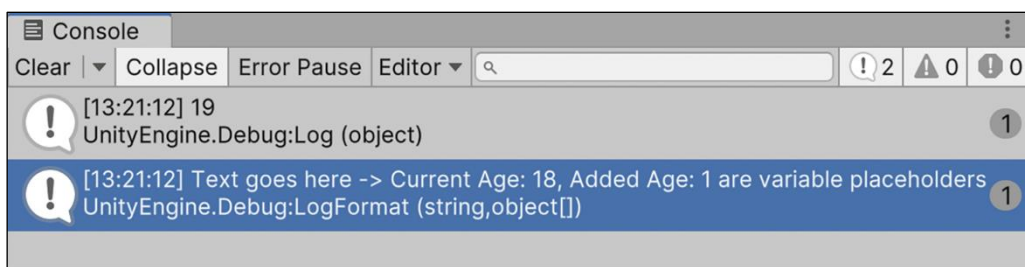 Console
Clear Collapse Error Pause Editor 2 0 0
[13:21:12] 19
UnityEngine.Debug:Log (object)
1
[13:21:12] Text goes here -> Current Age: 18, Added Age: 1 are variable placeholders
UnityEngine.Debug:LogFormat (string,object[])
1